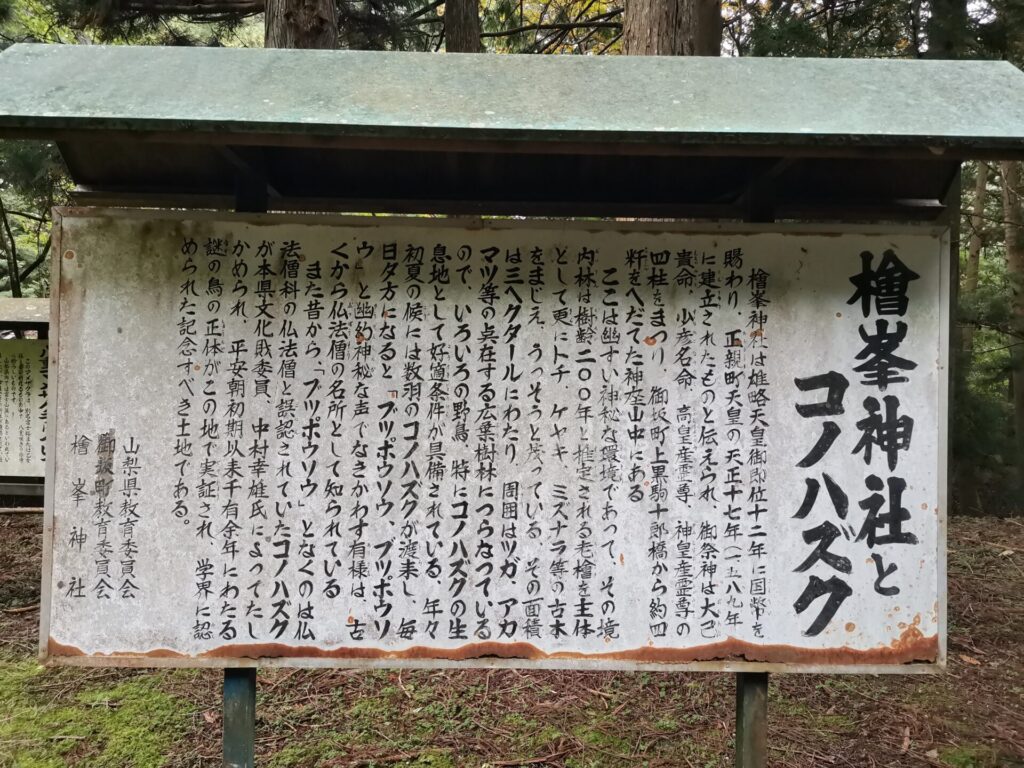 檜峯神社と
コノハズク
檜峯神社は雄略天皇御即位十二年に国幣を
賜わり、正親町天皇の天正十七年(一五八九年
に建立されたものと伝えられ、御祭神は大己
貴命、少彦名命、高皇産霊尊、神皇産霊尊の
四柱をまつり、御坂町上黒駒十郎橋から約四
粁をへだてた神座山中にある
ここは幽すい神秘な環境であって、その境
内林は樹齢二〇〇年と推定される老檜を主体
として更にトチ、ケヤキ、ミズナラ等の古木
をまじえ、うっそうと茂っている、その面積
は三ヘクタールにわたり、周囲はツガ、アカ
マツ等の混在する広葉樹林につらなっている
ので、いろいろの野鳥、特にコノハズクの生
息地として好箇条件が具備されている、年々
初夏の候には数羽のコノハズクが渡来し、毎
日夕方になると「ブッポウソウ、ブッポウソ
ウ」と幽幻神秘な声でなきかわす有様は、古
くから仏法僧の名所として知られている
また昔から、「ブツポウソウ」となくのは仏
法僧科の仏法僧と誤認されていたコノハズク
が本県文化財委員、中村幸雄氏によってたし
かめられ、平安朝初期以来千有余年にわたる
謎の鳥の正体がこの地で実証され、学界に認
められた記念すべき土地である。
山梨県教育委員会
御坂町教育委員会
檜峯神社